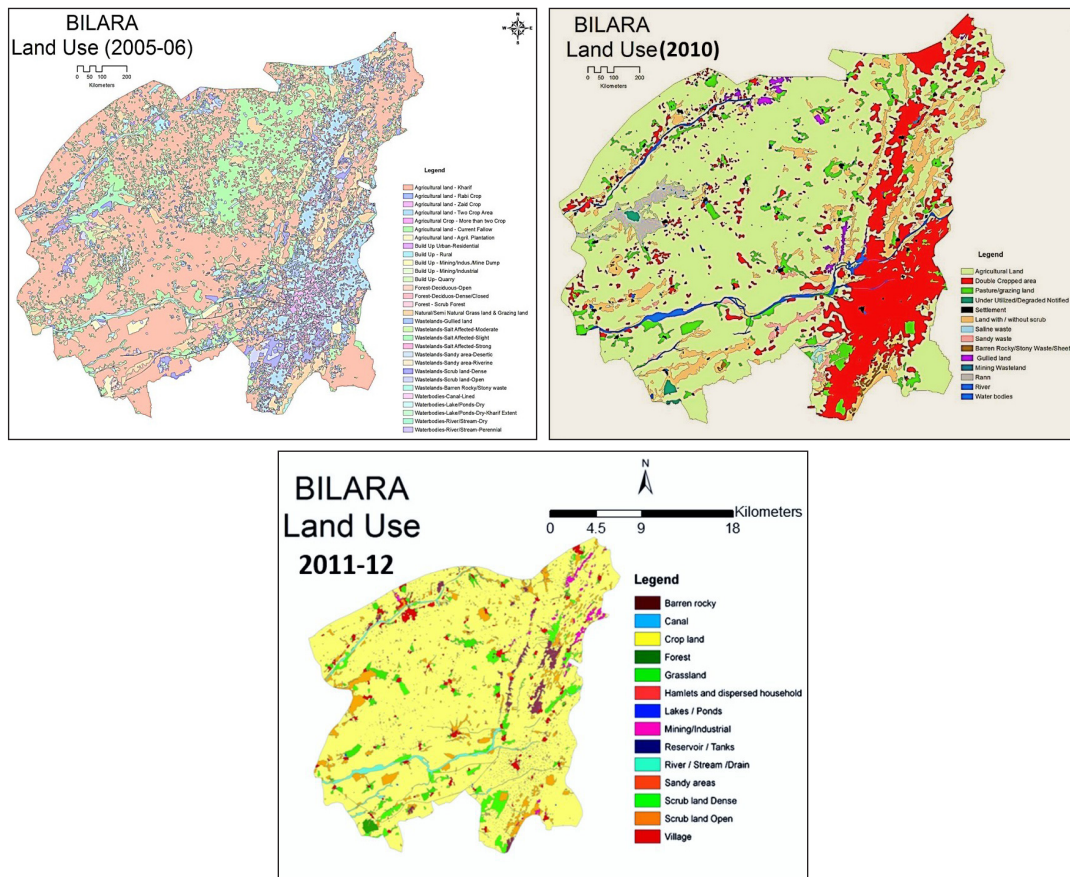 BILARA
Land Use (2005-06)
0 50 100 200
Kilometers
N
W E
S
Legend
Agricultural land - Kharif
Agricultural land - Rabi Crop
Agricultural land - Zaid Crop
Agricultural land - Two Crop Area
Agricultural Crop - More than two Crop
Agricultural land - Current Fallow
Agricultural land - Agril. Plantation
Build Up Urban-Residential
Build Up - Rural
Build Up - Mining/Indus./Mine Dump
Build Up - Mining/Industrial
Build Up- Quarry
Forest-Deciduous-Open
Forest-Deciduos-Dense/Closed
Forest - Scrub Forest
Natural/Semi Natural Grass land & Grazing land
Wastelands-Gullied land
Wastelands-Salt Affected-Moderate
Wastelands-Salt Affected-Slight
Wastelands-Salt Affected-Strong
Wastelands-Sandy area-Desertic
Wastelands-Sandy area-Riverine
Wastelands-Scrub land-Dense
Wastelands-Scrub land-Open
Wastelands-Barren Rocky/Stony waste
Waterbodies-Canal-Lined
Waterbodies-Lake/Ponds-Dry
Waterbodies-Lake/Ponds-Dry-Kharif Extent
Waterbodies-River/Stream-Dry
Waterbodies-River/Stream-Perennial
BILARA
Land Use(2010)
0 50 100 200
Kilometers
Legend
Agricultural Land
Double Cropped area
Pasture/grazing land
Under Utilized/Degraded Notified
Settlement
Land with / without scrub
Saline waste
Sandy waste
Barren Rocky/Stony Waste/Sheet
Gullied land
Mining Wasteland
Rann
River
Water bodies
BILARA
Land Use
2011-12
N
Kilometers
0 4.5 9 18
Legend
Barren rocky
Canal
Crop land
Forest
Grassland
Hamlets and dispersed household
Lakes / Ponds
Mining/Industrial
Reservoir / Tanks
River / Stream /Drain
Sandy areas
Scrub land Dense
Scrub land Open
Village